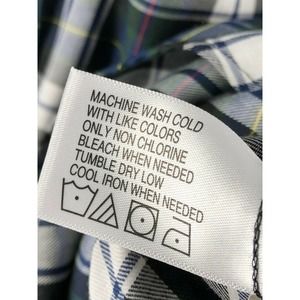 MACHINE WASH COLD
WITH LIKE COLORS
ONLY NON CHLORINE
BLEACH WHEN NEEDED
TUMBLE DRY LOW
COOL IRON WHEN NEEDED